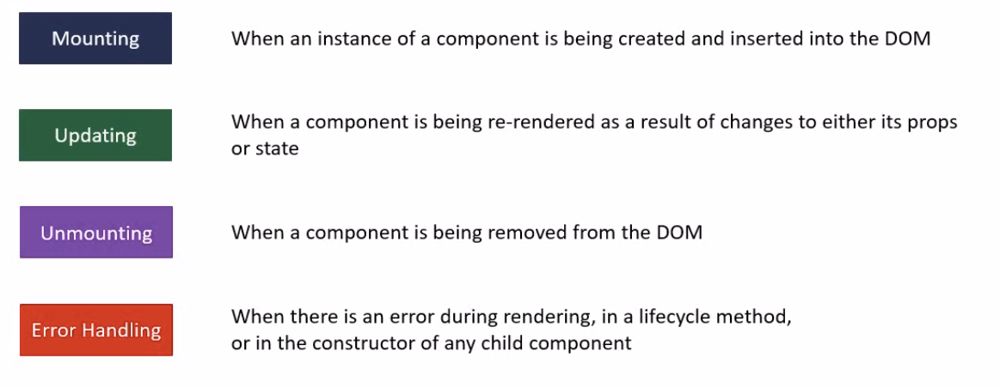 Mounting
When an instance of a component is being created and inserted into the DOM
Updating
When a component is being re-rendered as a result of changes to either its props
or state
Unmounting
When a component is being removed from the DOM
Error Handling
When there is an error during rendering, in a lifecycle method,
or in the constructor of any child component